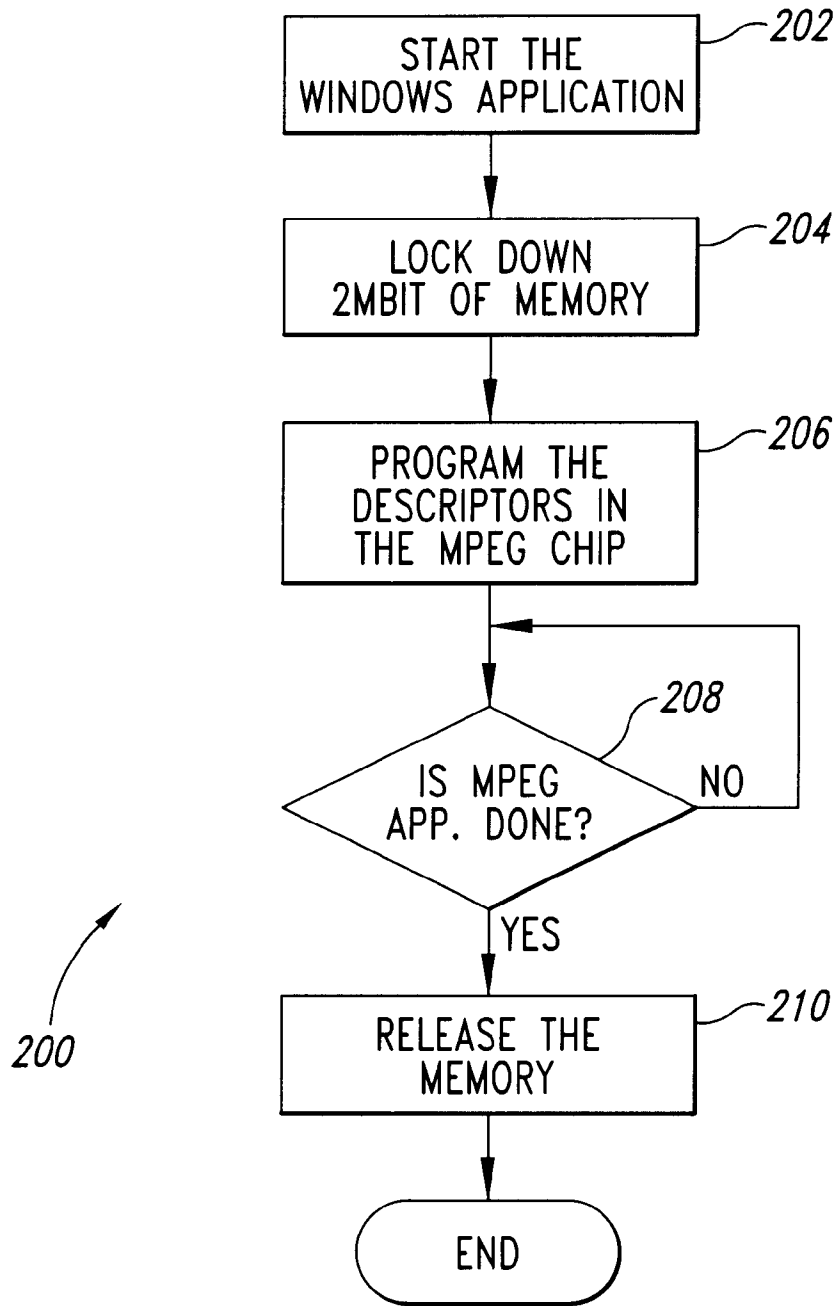 202
START THE
WINDOWS APPLICATION
204
LOCK DOWN
2MBIT OF MEMORY
206
PROGRAM THE
DESCRIPTORS IN
THE MPEG CHIP
208
IS MPEG
APP. DONE?
NO
YES
210
RELEASE THE
MEMORY
200
END